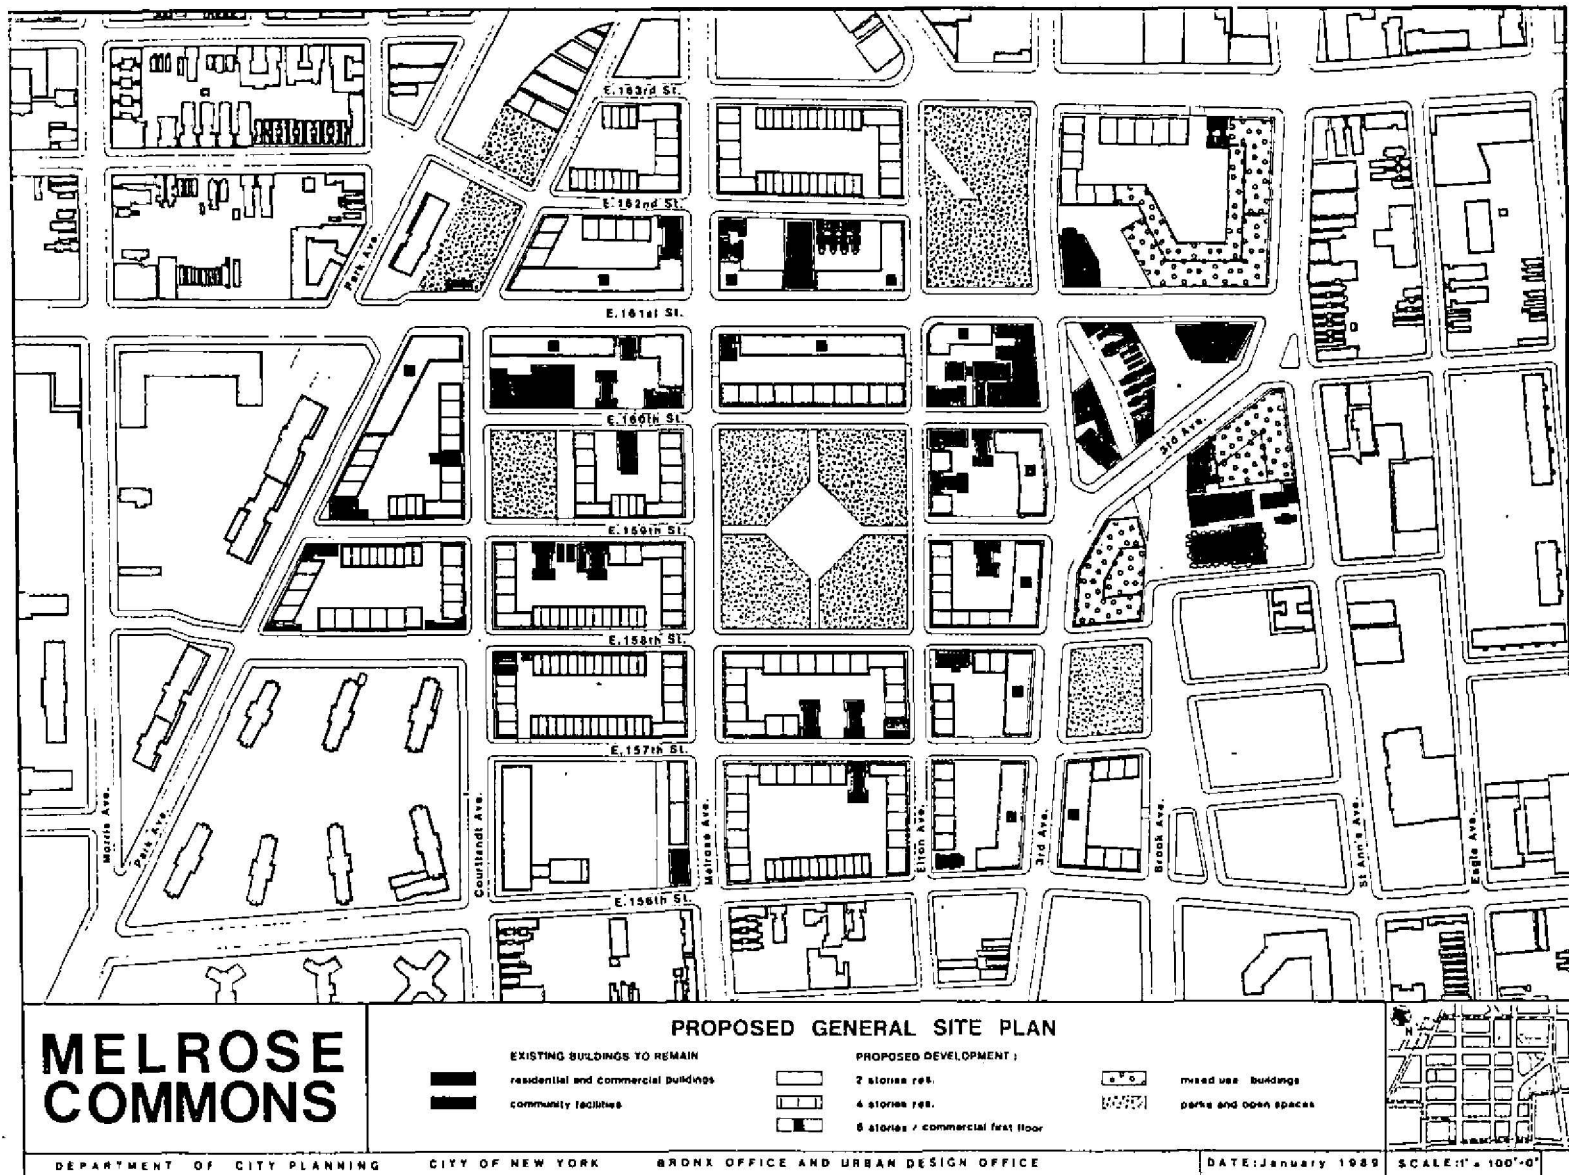 E. 163rd St.
E. 162nd St.
Park Ave.
E. 161st St.
E. 160th St.
3rd Ave.
E. 159th St.
E. 158th St.
E. 157th St.
Morris Ave.
Park Ave.
Courtlandt Ave.
Melrose Ave.
Elton Ave.
3rd Ave.
Brook Ave.
St Ann's Ave.
Eagle Ave.
E. 156th St.
MELROSE
COMMONS
PROPOSED GENERAL SITE PLAN
EXISTING BUILDINGS TO REMAIN
residential and commercial buildings
community facilities
PROPOSED DEVELOPMENT :
2 stories res.
4 stories res.
6 stories / commercial first floor
mixed use buildings
parks and open spaces
N
DEPARTMENT OF CITY PLANNING CITY OF NEW YORK BRONX OFFICE AND URBAN DESIGN OFFICE DATE: January 1989 SCALE: 1" = 100'-0"